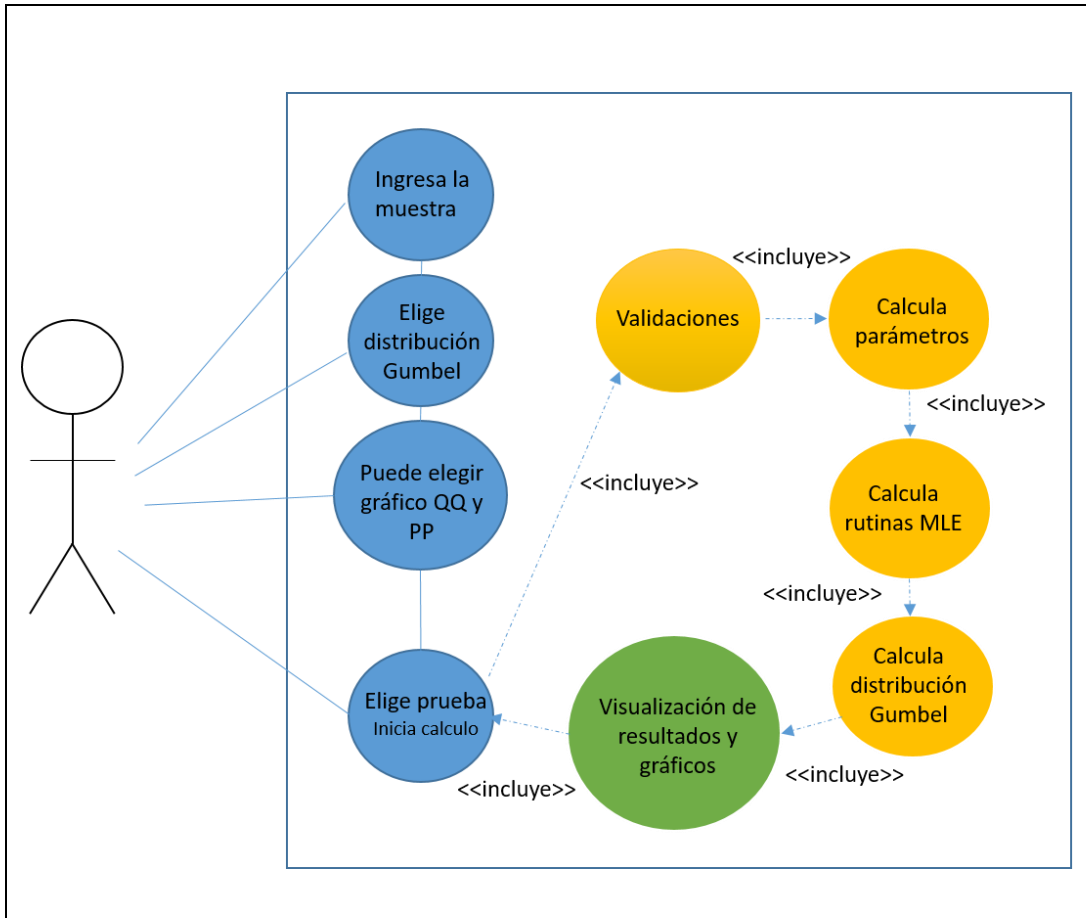 Ingresa la
muestra
Elige
distribución
Gumbel
Puede elegir
gráfico QQ y
PP
Elige prueba
Inicia calculo
<<incluye>>
Validaciones
<<incluye>>
Calcula
parámetros
<<incluye>>
Calcula
rutinas MLE
<<incluye>>
Calcula
distribución
Gumbel
<<incluye>>
Visualización de
resultados y
gráficos
<<incluye>>